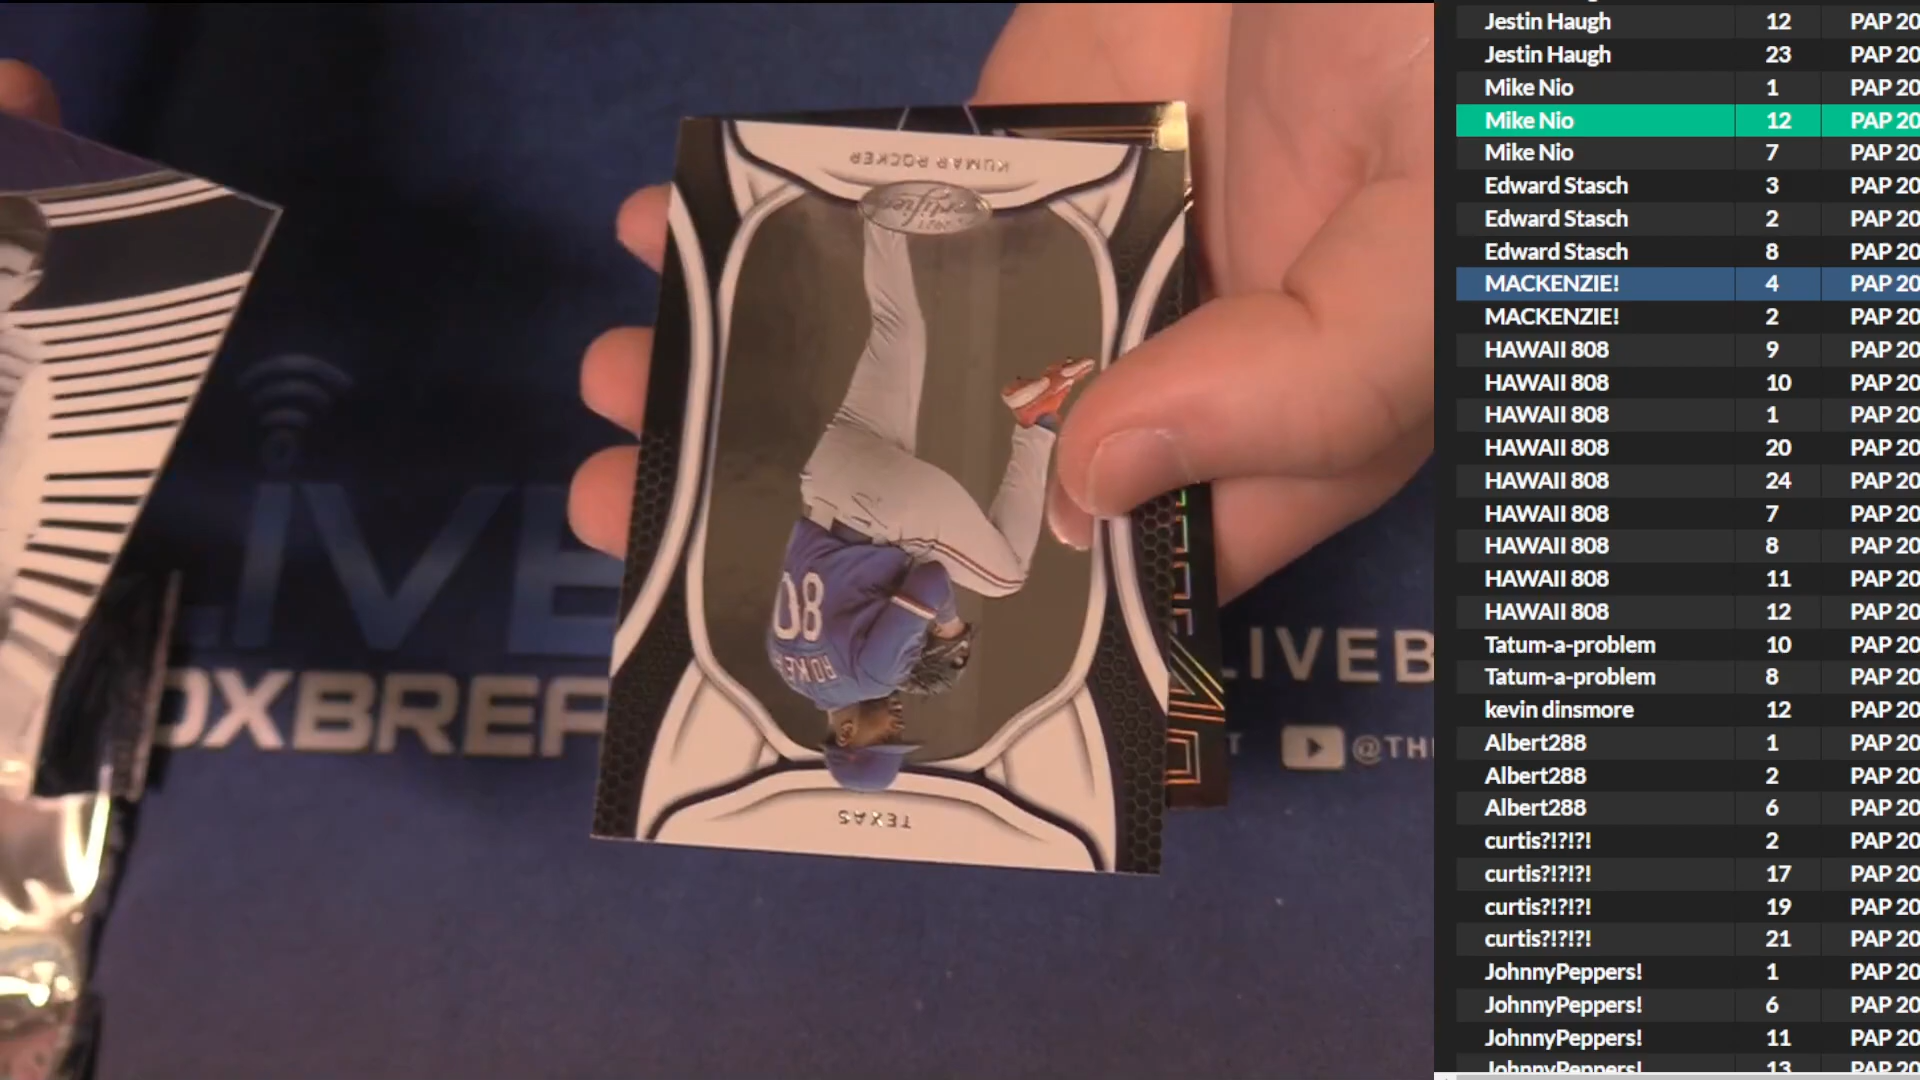 KUMAR ROCKER
Certified
80
TEXAS
LIVE
OXBREA
LIVEB
@TH
Jestin Haugh 12 PAP 20
Jestin Haugh 23 PAP 20
Mike Nio 1 PAP 20
Mike Nio 12 PAP 20
Mike Nio 7 PAP 20
Edward Stasch 3 PAP 20
Edward Stasch 2 PAP 20
Edward Stasch 8 PAP 20
MACKENZIE! 4 PAP 20
MACKENZIE! 2 PAP 20
HAWAII 808 9 PAP 20
HAWAII 808 10 PAP 20
HAWAII 808 1 PAP 20
HAWAII 808 20 PAP 20
HAWAII 808 24 PAP 20
HAWAII 808 7 PAP 20
HAWAII 808 8 PAP 20
HAWAII 808 11 PAP 20
HAWAII 808 12 PAP 20
Tatum-a-problem 10 PAP 20
Tatum-a-problem 8 PAP 20
kevin dinsmore 12 PAP 20
Albert288 1 PAP 20
Albert288 2 PAP 20
Albert288 6 PAP 20
curtis?!?!?! 2 PAP 20
curtis?!?!?! 17 PAP 20
curtis?!?!?! 19 PAP 20
curtis?!?!?! 21 PAP 20
JohnnyPeppers! 1 PAP 20
JohnnyPeppers! 6 PAP 20
JohnnyPeppers! 11 PAP 20
JohnnyPeppers! 13 PAP 20